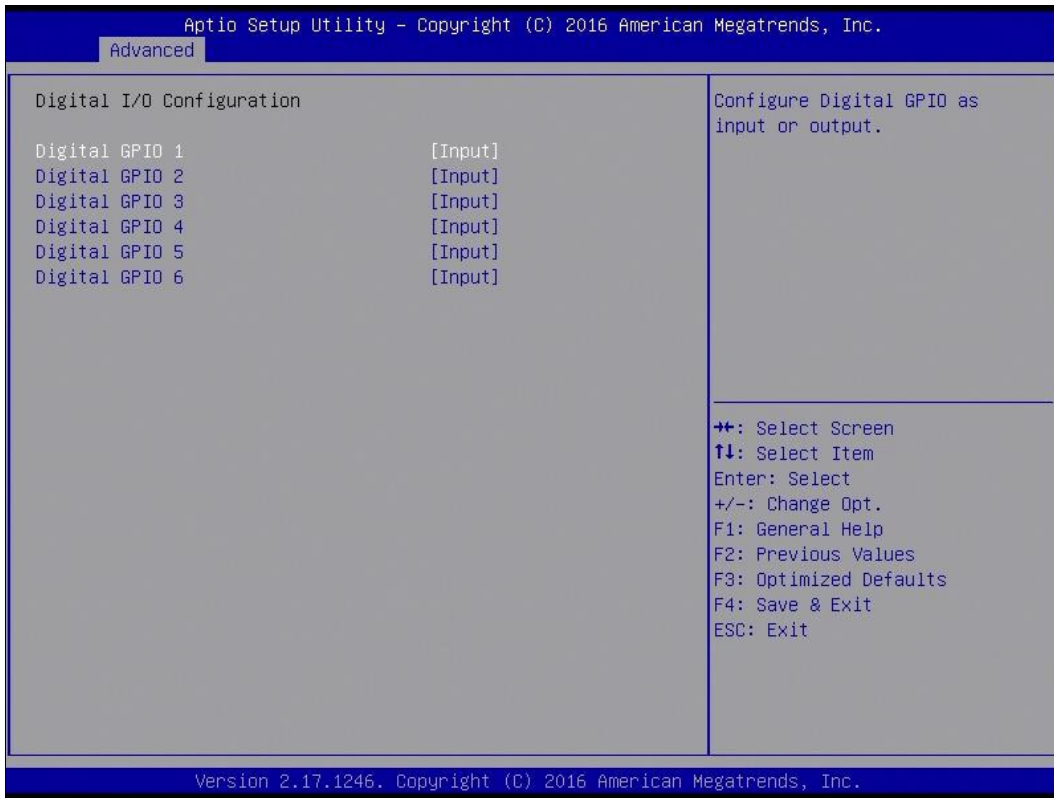 Aptio Setup Utility – Copyright (C) 2016 American Megatrends, Inc.
Advanced
Digital I/O Configuration
Digital GPIO 1 [Input]
Digital GPIO 2 [Input]
Digital GPIO 3 [Input]
Digital GPIO 4 [Input]
Digital GPIO 5 [Input]
Digital GPIO 6 [Input]
Configure Digital GPIO as
input or output.
→←: Select Screen
↑↓: Select Item
Enter: Select
+/-: Change Opt.
F1: General Help
F2: Previous Values
F3: Optimized Defaults
F4: Save & Exit
ESC: Exit
Version 2.17.1246. Copyright (C) 2016 American Megatrends, Inc.